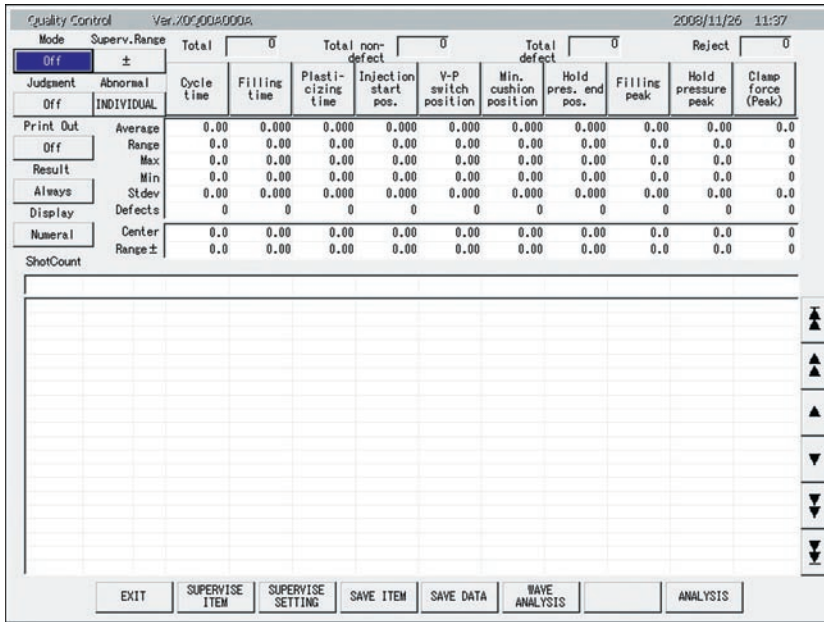 Quality Control Ver.X0Q00A000A 2008/11/26 11:37
Mode Superv.Range Total 0 Total non-defect 0 Total defect 0 Reject 0
Off ±
Judgment Abnormal
Off INDIVIDUAL
Cycle time Filling time Plasti-cizing time Injection start pos. V-P switch position Min. cushion position Hold pres. end pos. Filling peak Hold pressure peak Clamp force (Peak)
Print Out
Off
Result
Always
Display
Numeral
Average 0.00 0.000 0.000 0.000 0.000 0.000 0.000 0.00 0.00 0.0
Range 0.0 0.00 0.00 0.00 0.00 0.00 0.00 0.0 0.0 0
Max 0.0 0.00 0.00 0.00 0.00 0.00 0.00 0.0 0.0 0
Min 0.0 0.00 0.00 0.00 0.00 0.00 0.00 0.0 0.0 0
Stdev 0.00 0.000 0.000 0.000 0.000 0.000 0.000 0.00 0.00 0.0
Defects 0 0 0 0 0 0 0 0 0 0
Center 0.0 0.00 0.00 0.00 0.00 0.00 0.00 0.0 0.0 0
Range± 0.0 0.00 0.00 0.00 0.00 0.00 0.00 0.0 0.0 0
ShotCount
EXIT SUPERVISE ITEM SUPERVISE SETTING SAVE ITEM SAVE DATA WAVE ANALYSIS ANALYSIS